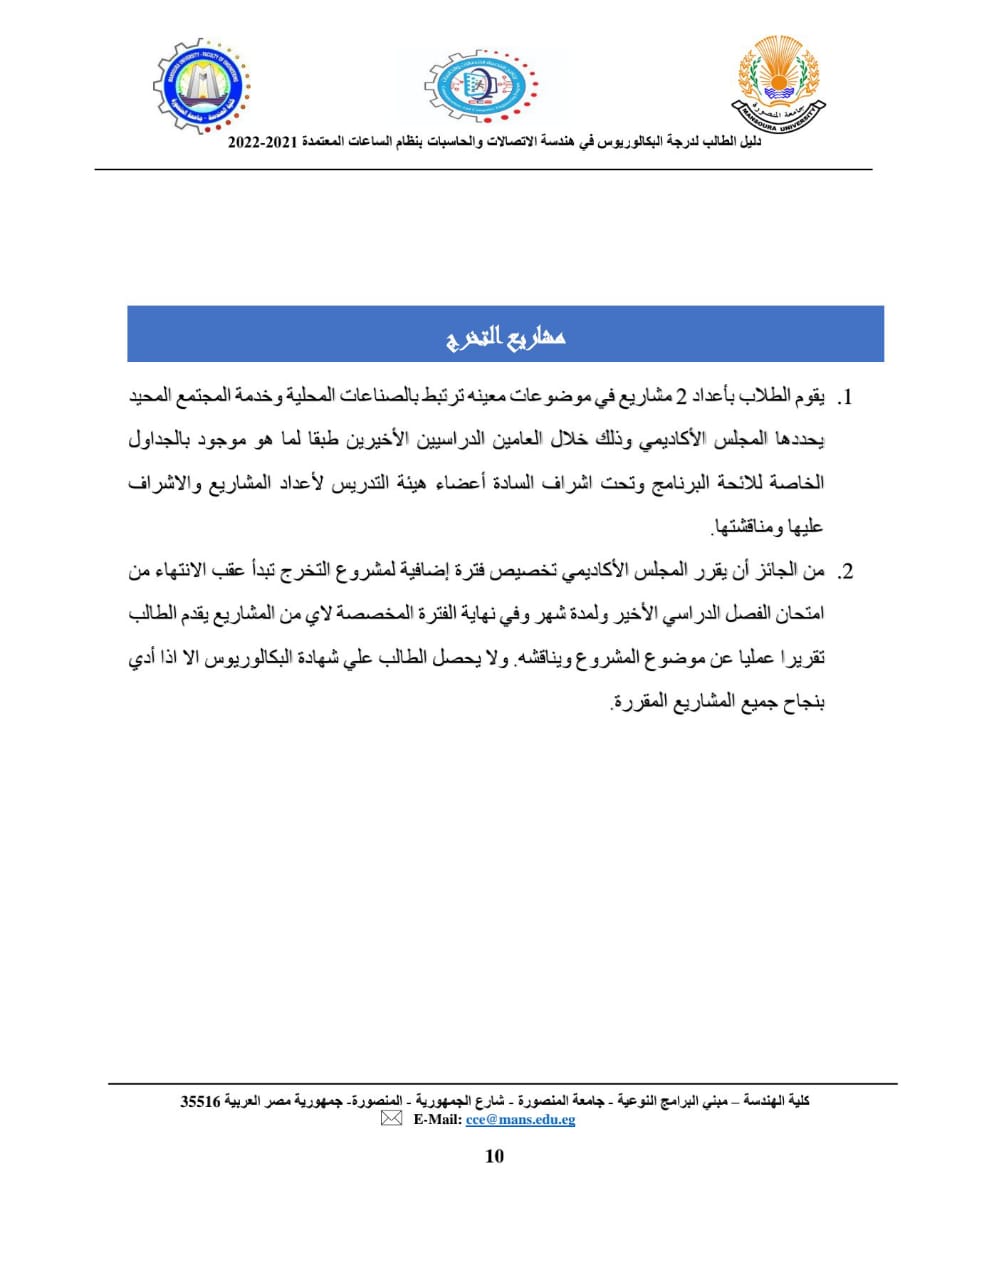 MANSOURA UNIVERSITY - FACULTY OF ENGINEERING
كلية الهندسة - جامعة المنصورة
جامعة المنصورة
MANSOURA UNIVERSITY
دليل الطالب لدرجة البكالوريوس في هندسة الاتصالات والحاسبات بنظام الساعات المعتمدة 2021-2022
مشاريع التخرج
1. يقوم الطلاب بأعداد 2 مشاريع في موضوعات معينه ترتبط بالصناعات المحلية وخدمة المجتمع المحيد
يحددها المجلس الأكاديمي وذلك خلال العامين الدراسيين الأخيرين طبقا لما هو موجود بالجداول
الخاصة للائحة البرنامج وتحت اشراف السادة أعضاء هيئة التدريس لأعداد المشاريع والاشراف
عليها ومناقشتها.
2. من الجائز أن يقرر المجلس الأكاديمي تخصيص فترة إضافية لمشروع التخرج تبدأ عقب الانتهاء من
امتحان الفصل الدراسي الأخير ولمدة شهر وفي نهاية الفترة المخصصة لاي من المشاريع يقدم الطالب
تقريرا عمليا عن موضوع المشروع ويناقشه. ولا يحصل الطالب علي شهادة البكالوريوس الا اذا أدي
بنجاح جميع المشاريع المقررة.
كلية الهندسة – مبني البرامج النوعية - جامعة المنصورة - شارع الجمهورية - المنصورة- جمهورية مصر العربية 35516
E-Mail: cce@mans.edu.eg
10